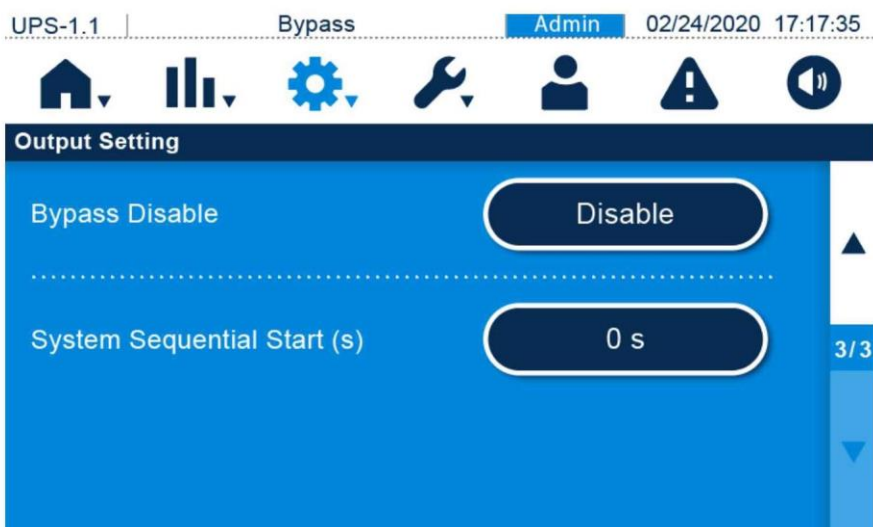 UPS-1.1 Bypass Admin 02/24/2020 17:17:35
Output Setting
Bypass Disable Disable
System Sequential Start (s) 0 s
3/3